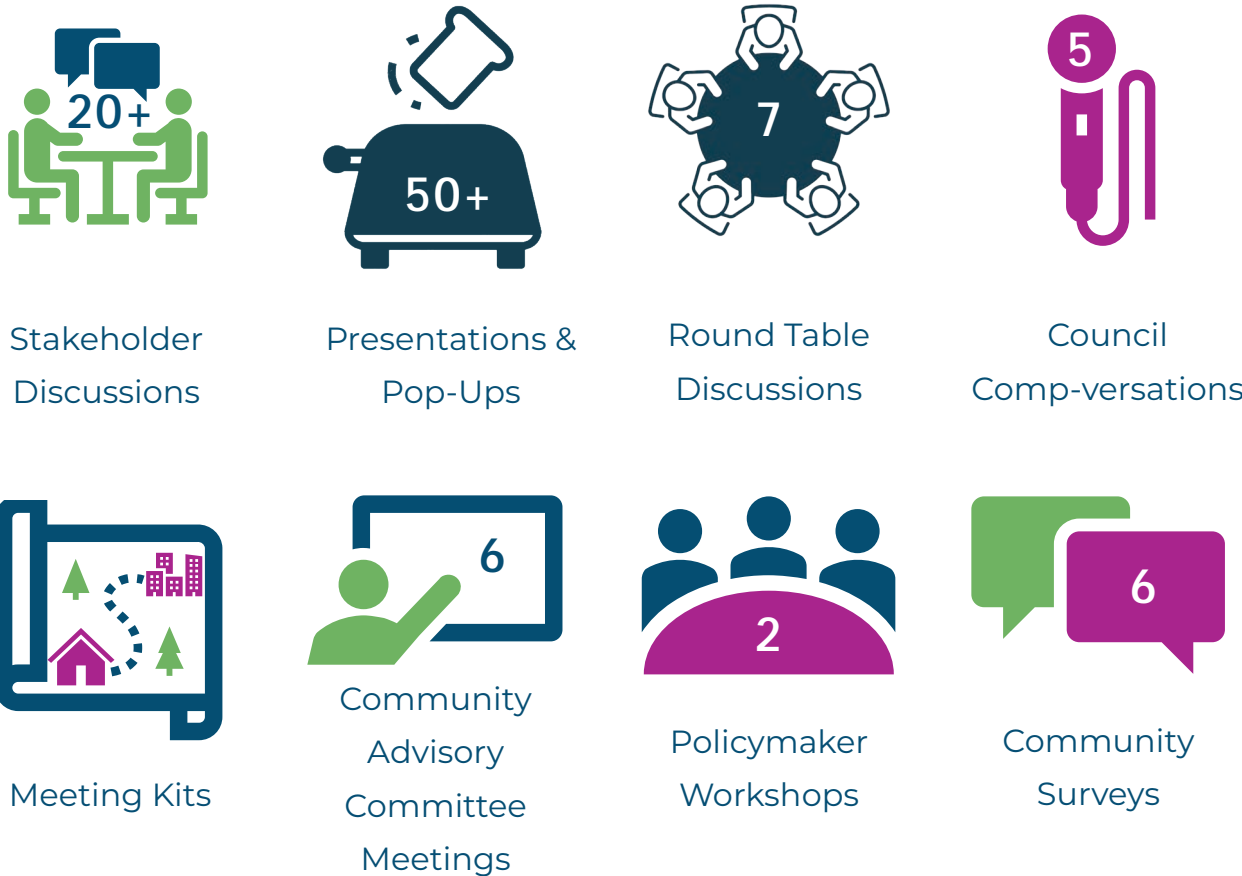 20+
50+
7
5
Stakeholder
Discussions
Presentations &
Pop-Ups
Round Table
Discussions
Council
Comp-versations
6
2
6
Meeting Kits
Community
Advisory
Committee
Meetings
Policymaker
Workshops
Community
Surveys